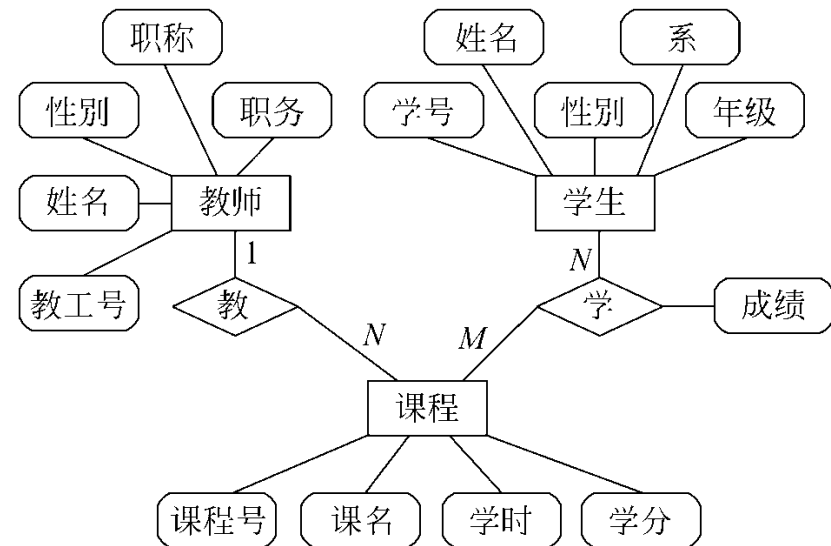 职称
姓名
系
性别
职务
学号
性别
年级
姓名
教师
学生
1
N
教工号
教
学
成绩
N
M
课程
课程号
课名
学时
学分